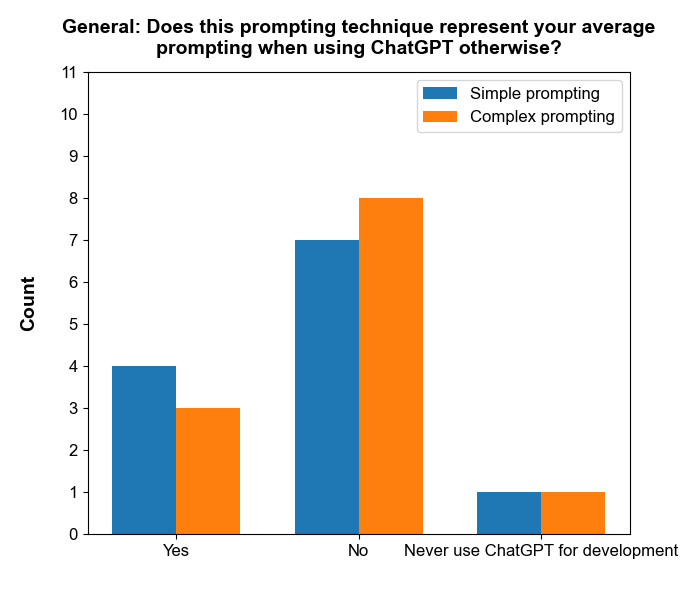 General: Does this prompting technique represent your average
prompting when using ChatGPT otherwise?
11
10
9
8
7
6
5
4
3
2
1
0
Count
Simple prompting
Complex prompting
Yes
No
Never use ChatGPT for development